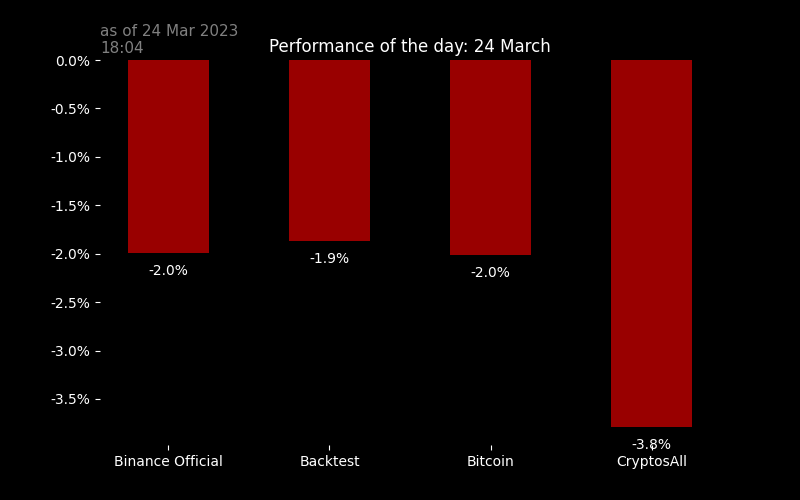 as of 24 Mar 2023
18:04
Performance of the day: 24 March
0.0%
-0.5%
-1.0%
-1.5%
-2.0%
-2.5%
-3.0%
-3.5%
-2.0%
-1.9%
-2.0%
-3.8%
Binance Official
Backtest
Bitcoin
CryptosAll